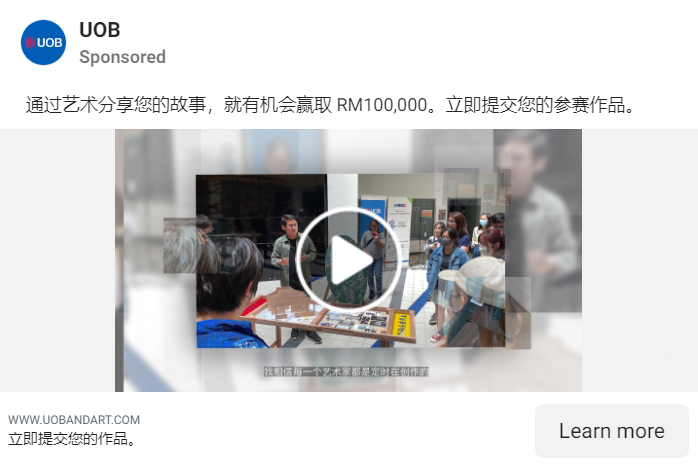 UOB
UOB
Sponsored
通过艺术分享您的故事，就有机会赢取 RM100,000。立即提交您的参赛作品。
UOB
我相信每一个艺术家都是定时在创作的
WWW.UOBANDART.COM
立即提交您的作品。
Learn more